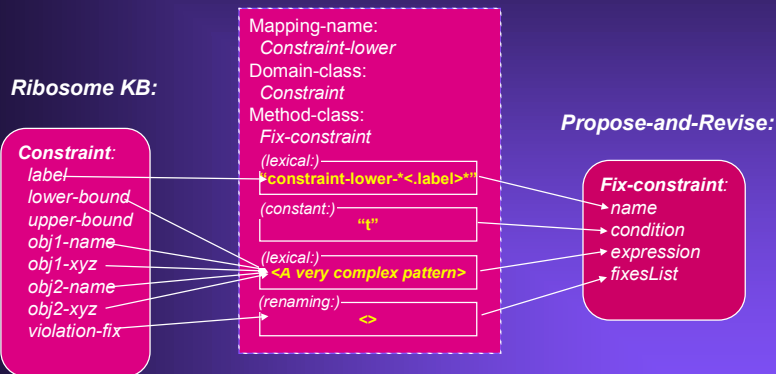 Mapping-name:
Constraint-lower
Domain-class:
Constraint
Method-class:
Fix-constraint
Ribosome KB:
Propose-and-Revise:
Constraint:
label
lower-bound
upper-bound
obj1-name
obj1-xyz
obj2-name
obj2-xyz
violation-fix
(lexical:)
“constraint-lower-*<.label>*”
(constant:)
“t”
(lexical:)
<A very complex pattern>
(renaming:)
<>
Fix-constraint:
name
condition
expression
fixesList